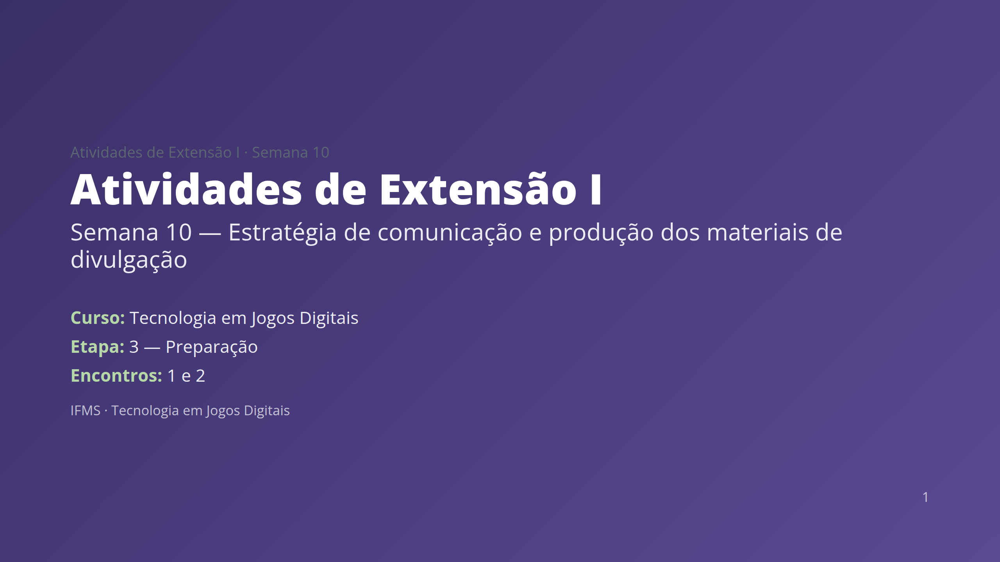 Atividades de Extensão I · Semana 10
Atividades de Extensão I
Semana 10 — Estratégia de comunicação e produção dos materiais de
divulgação
Curso: Tecnologia em Jogos Digitais
Etapa: 3 — Preparação
Encontros: 1 e 2
IFMS · Tecnologia em Jogos Digitais
1